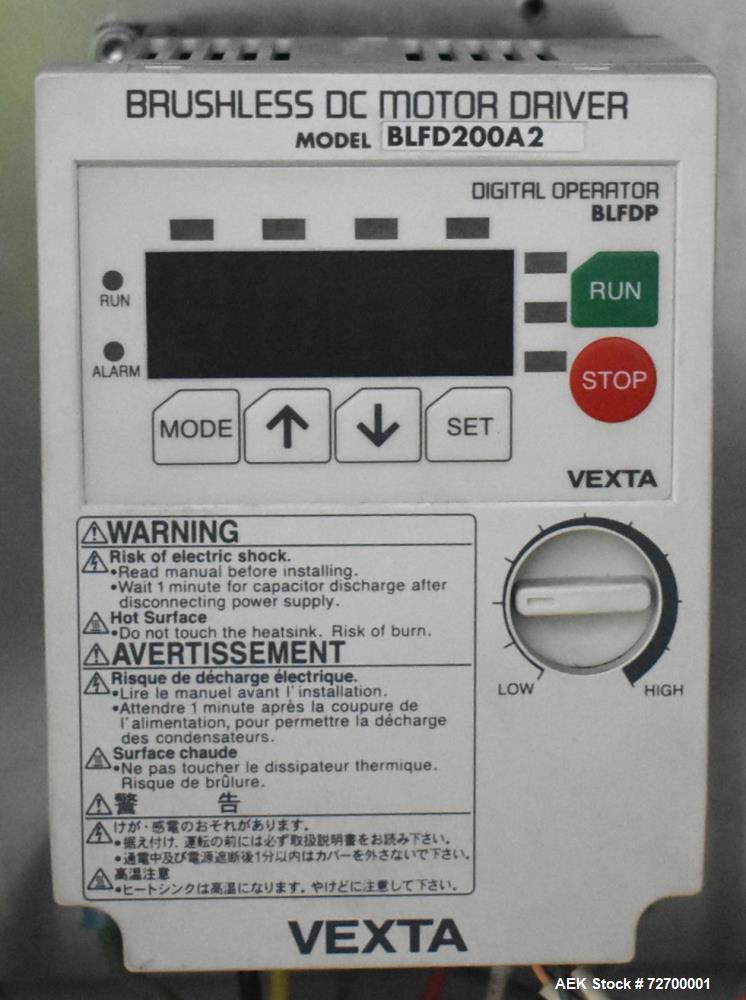 BRUSHLESS DC MOTOR DRIVER
MODEL BLFD200A2
DIGITAL OPERATOR
BLFDP
RUN
RUN
ALARM
STOP
MODE
SET
VEXTA
WARNING
Risk of electric shock.
•Read manual before installing.
•Wait 1 minute for capacitor discharge after
disconnecting power supply.
Hot Surface
•Do not touch the heatsink. Risk of burn.
AVERTISSEMENT
Risque de décharge électrique.
•Lire le manuel avant l'installation.
•Attendre 1 minute après la coupure de
l'alimentation, pour permettre la décharge
des condensateurs.
Surface chaude
•Ne pas toucher le dissipateur thermique.
Risque de brûlure.
警 告
けが・感電のおそれがあります。
•据え付け、運転の前には必ず取扱説明書をお読み下さい。
•通電中及び電源遮断後1分以内はカバーを外さないで下さい。
高温注意
•ヒートシンクは高温になります。やけどに注意して下さい。
LOW
HIGH
VEXTA
AEK Stock # 72700001